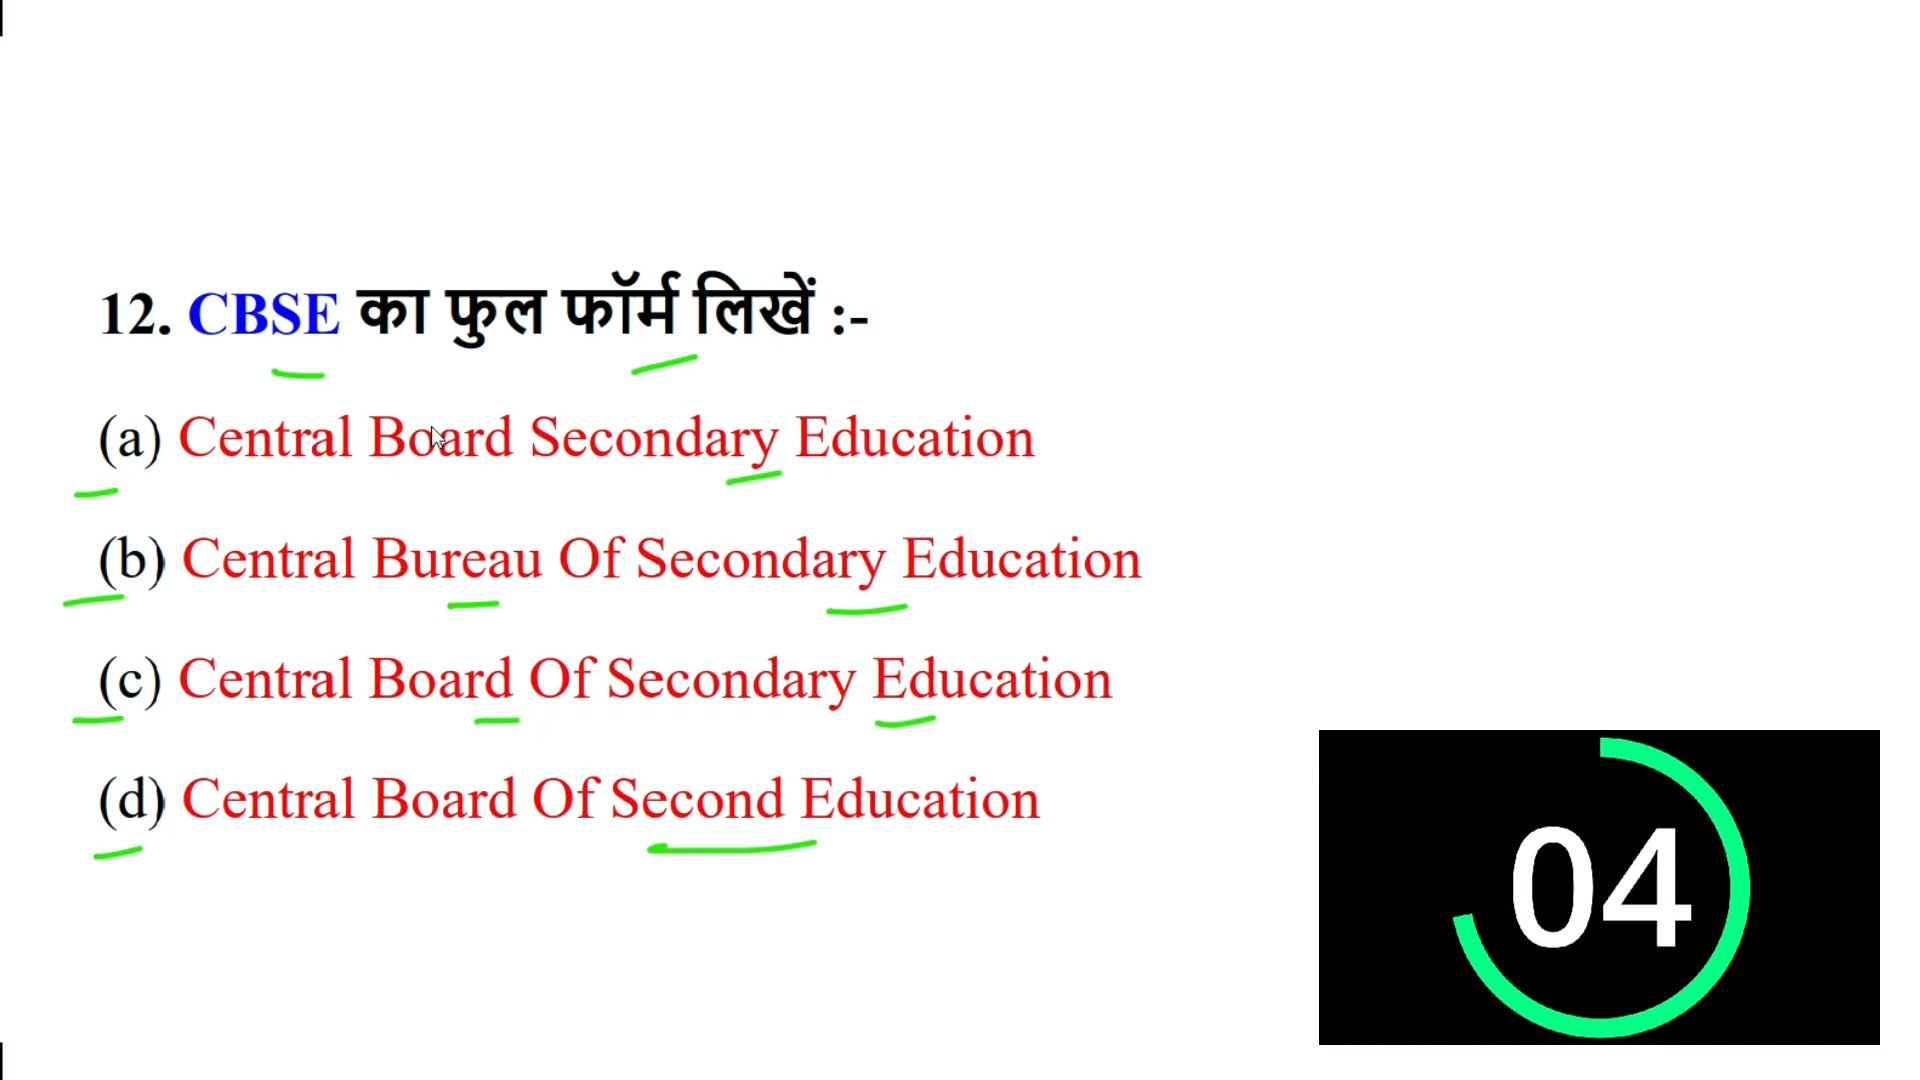 12. CBSE का फुल फॉर्म लिखें :-
(a) Central Board Secondary Education
(b) Central Bureau Of Secondary Education
(c) Central Board Of Secondary Education
(d) Central Board Of Second Education
04